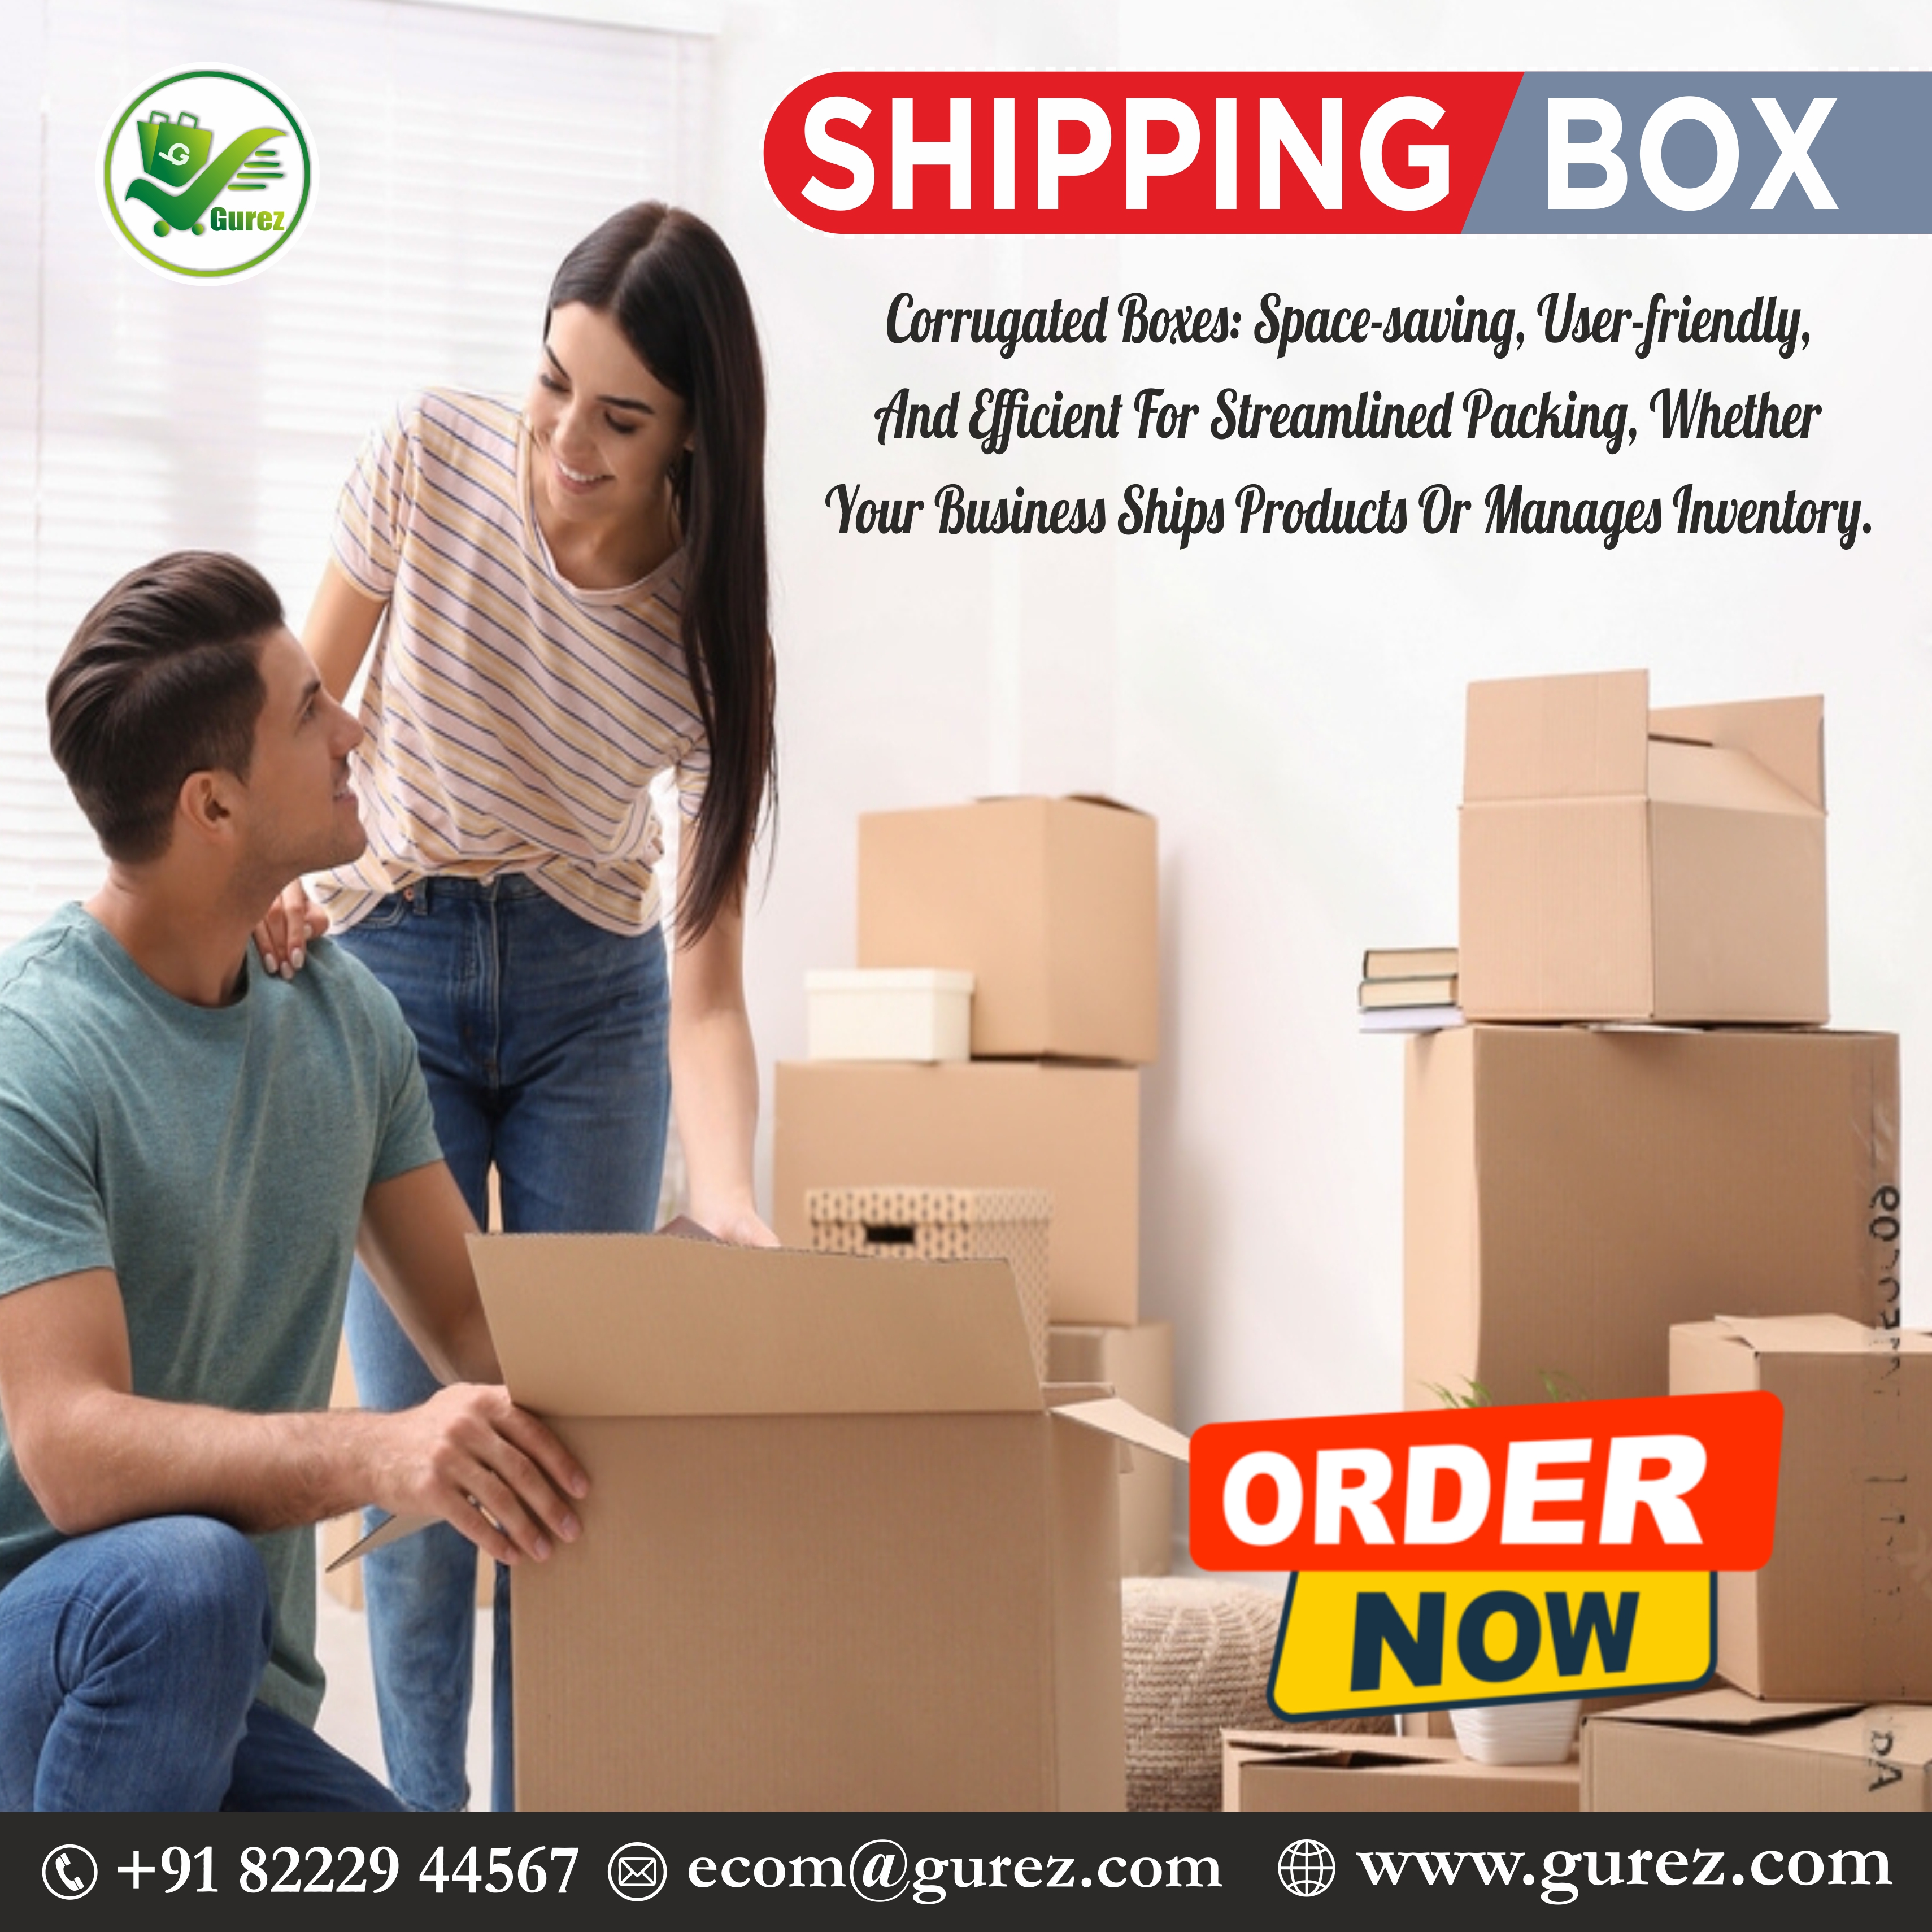 Gurez
SHIPPING BOX
Corrugated Boxes: Space-saving, User-friendly,
And Efficient For Streamlined Packing, Whether
Your Business Ships Products Or Manages Inventory.
ORDER
NOW
+91 82229 44567 ecom@gurez.com www.gurez.com